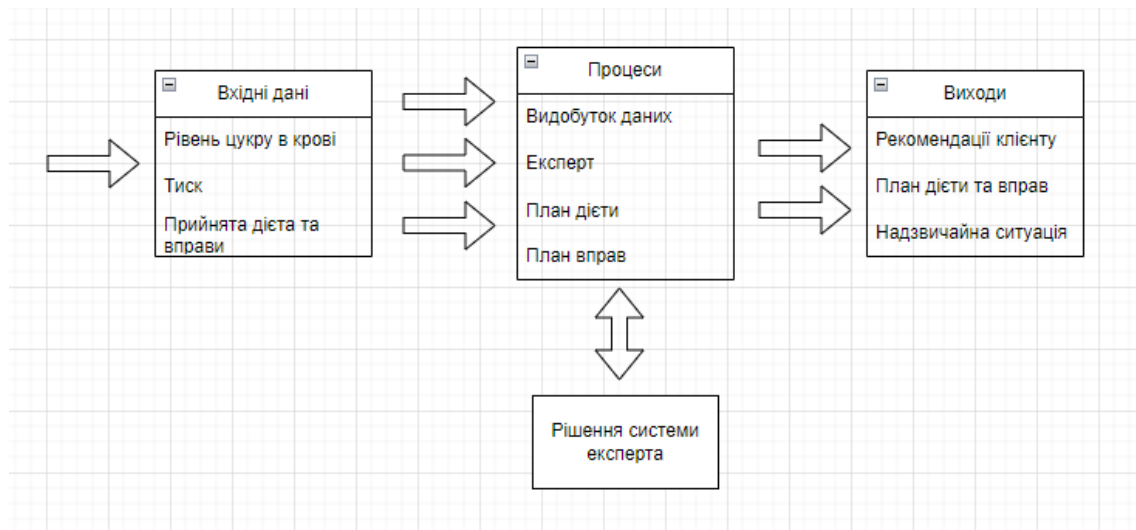 Вхідні дані
Рівень цукру в крові
Тиск
Прийнята дієта та
вправи
Процеси
Видобуток даних
Експерт
План дієти
План вправ
Виходи
Рекомендації клієнту
План дієти та вправ
Надзвичайна ситуація
Рішення системи
експерта